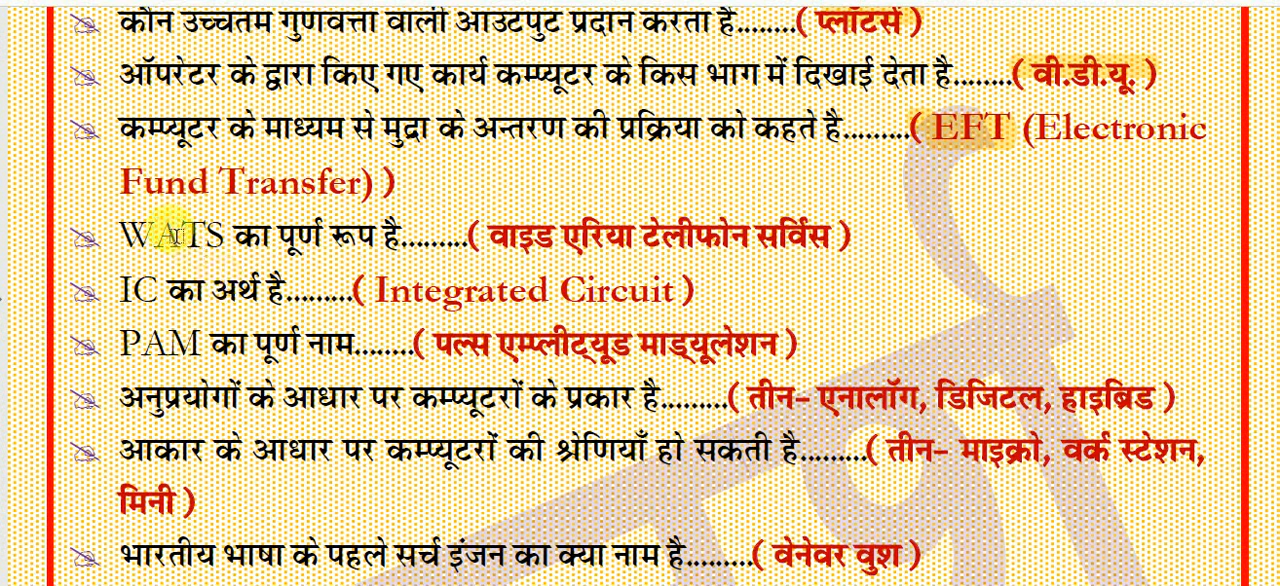 कौन उच्चतम गुणवत्ता वाली आउटपुट प्रदान करता है........( प्लॉटर्स )
ऑपरेटर के द्वारा किए गए कार्य कम्प्यूटर के किस भाग में दिखाई देता है........( वी.डी.यू. )
कम्प्यूटर के माध्यम से मुद्रा के अन्तरण की प्रक्रिया को कहते है.........( EFT (Electronic
Fund Transfer) )
WATS का पूर्ण रूप है.........( वाइड एरिया टेलीफोन सर्विस )
IC का अर्थ है.........( Integrated Circuit )
PAM का पूर्ण नाम........( पल्स एम्प्लीट्यूड माड्यूलेशन )
अनुप्रयोगों के आधार पर कम्प्यूटरों के प्रकार है.........( तीन– एनालॉग, डिजिटल, हाइब्रिड )
आकार के आधार पर कम्प्यूटरों की श्रेणियाँ हो सकती है.........( तीन– माइक्रो, वर्क स्टेशन,
मिनी )
भारतीय भाषा के पहले सर्च इंजन का क्या नाम है.........( वेनेवर वुश )